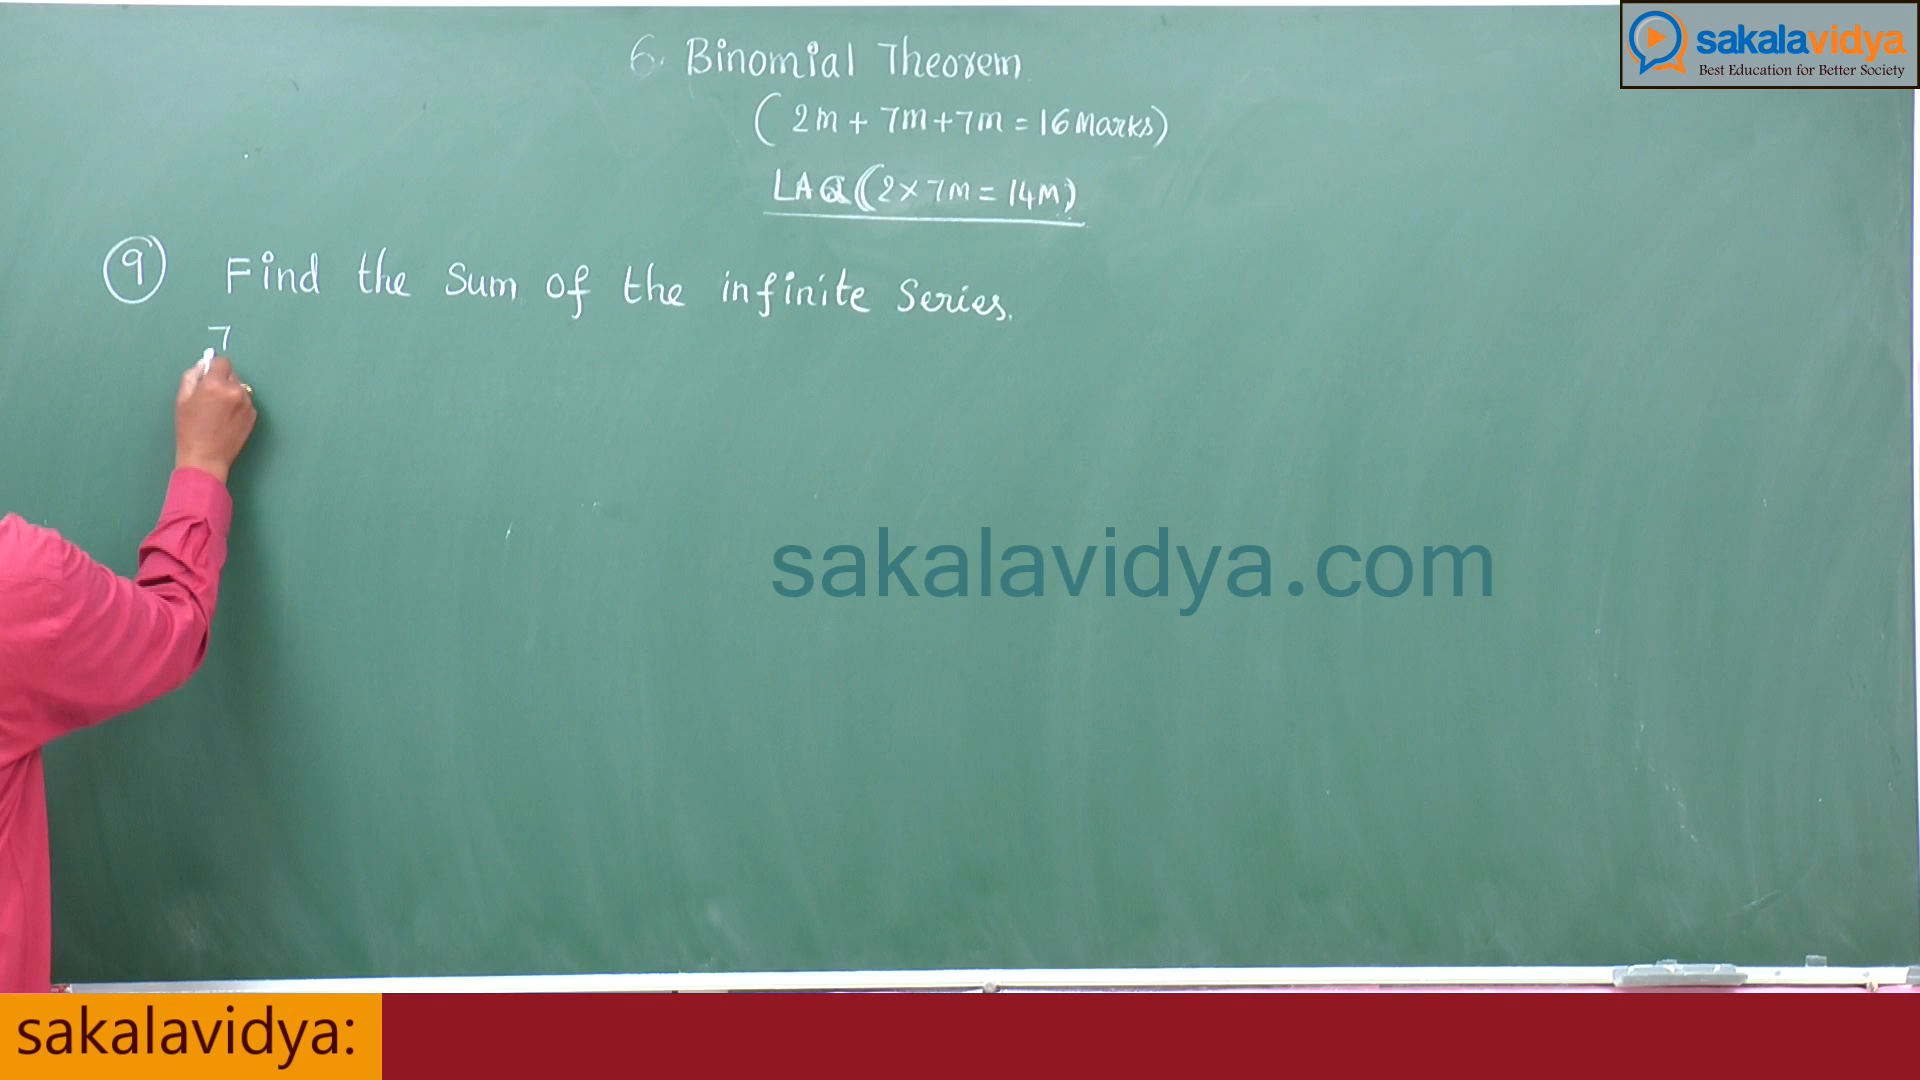 sakalavidya
Best Education for Better Society
6. Binomial Theorem
(2M + 7M + 7M = 16 Marks)
LAQ (2 × 7M = 14M)
9 Find the sum of the infinite series.
7
sakalavidya.com
sakalavidya: